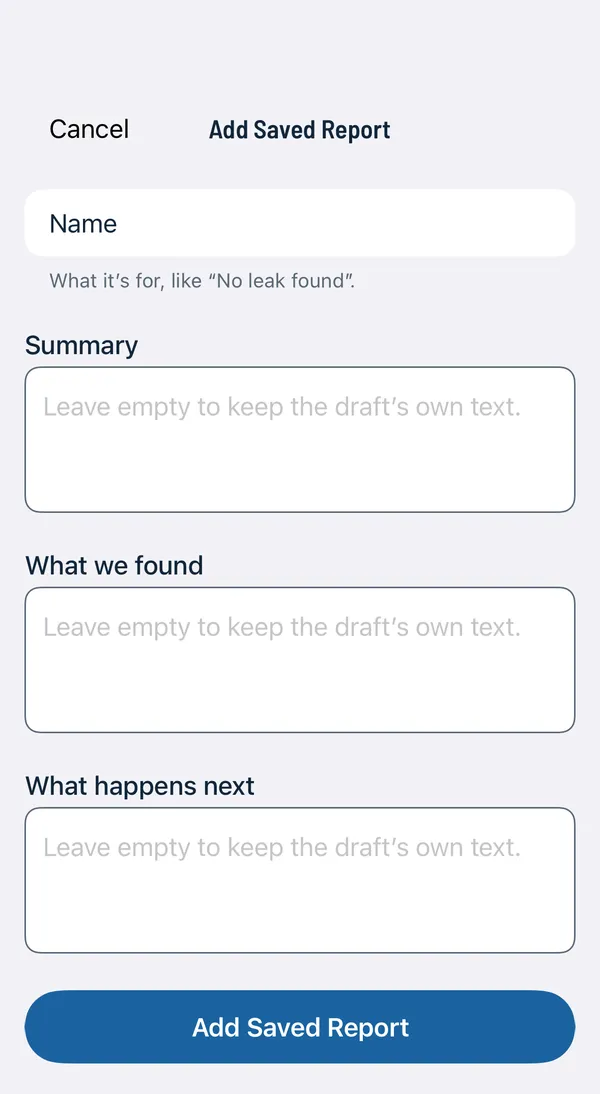 Cancel
Add Saved Report
Name
What it’s for, like “No leak found”.
Summary
Leave empty to keep the draft’s own text.
What we found
Leave empty to keep the draft’s own text.
What happens next
Leave empty to keep the draft’s own text.
Add Saved Report